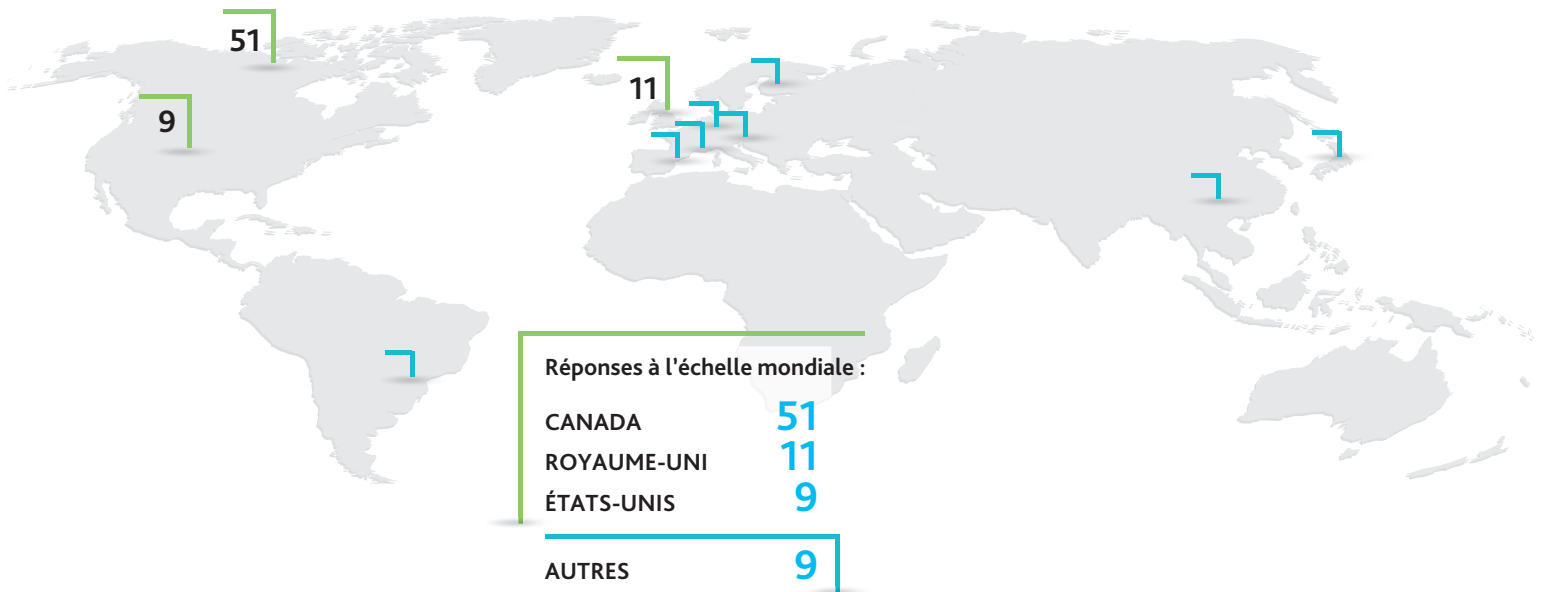 51
11
9
Réponses à l'échelle mondiale :
CANADA 51
ROYAUME-UNI 11
ÉTATS-UNIS 9
AUTRES 9